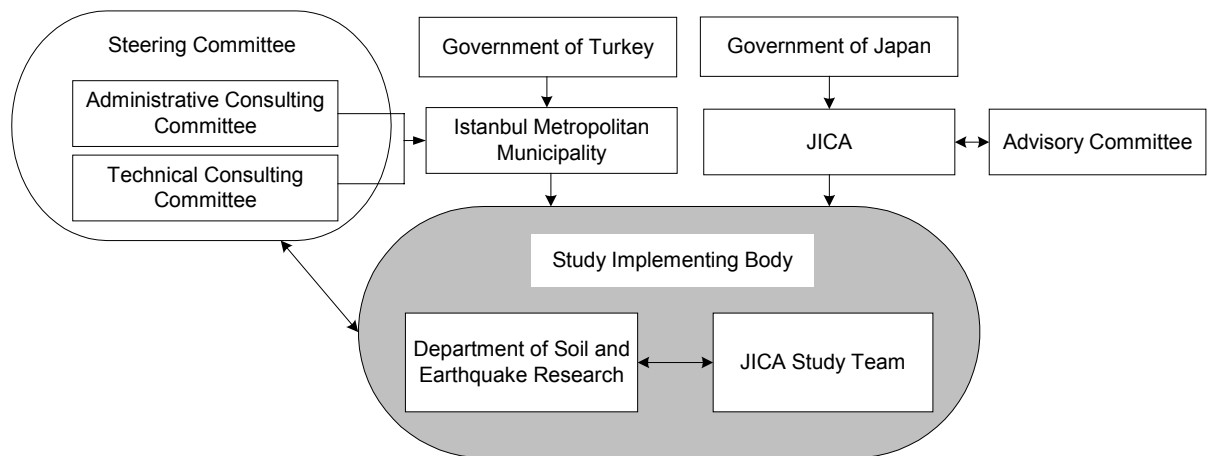 Steering Committee
Administrative Consulting
Committee
Technical Consulting
Committee
Government of Turkey
Istanbul Metropolitan
Municipality
Government of Japan
JICA
Advisory Committee
Study Implementing Body
Department of Soil and
Earthquake Research
JICA Study Team